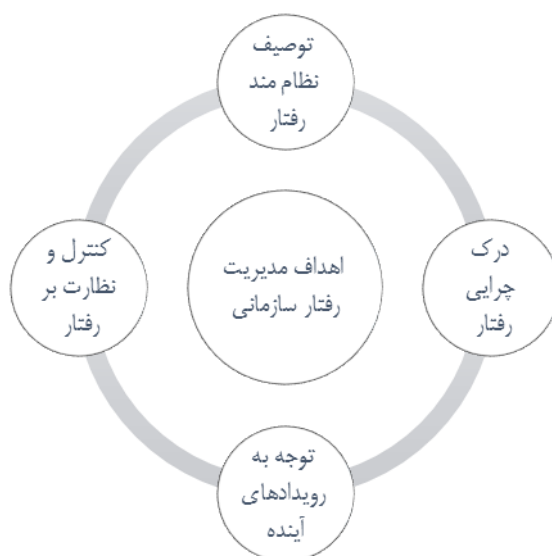 توصیف
نظام مند
رفتار
درک
چرایی
رفتار
توجه به
رویدادهای
آینده
کنترل و
نظارت بر
رفتار
اهداف مدیریت
رفتار سازمانی